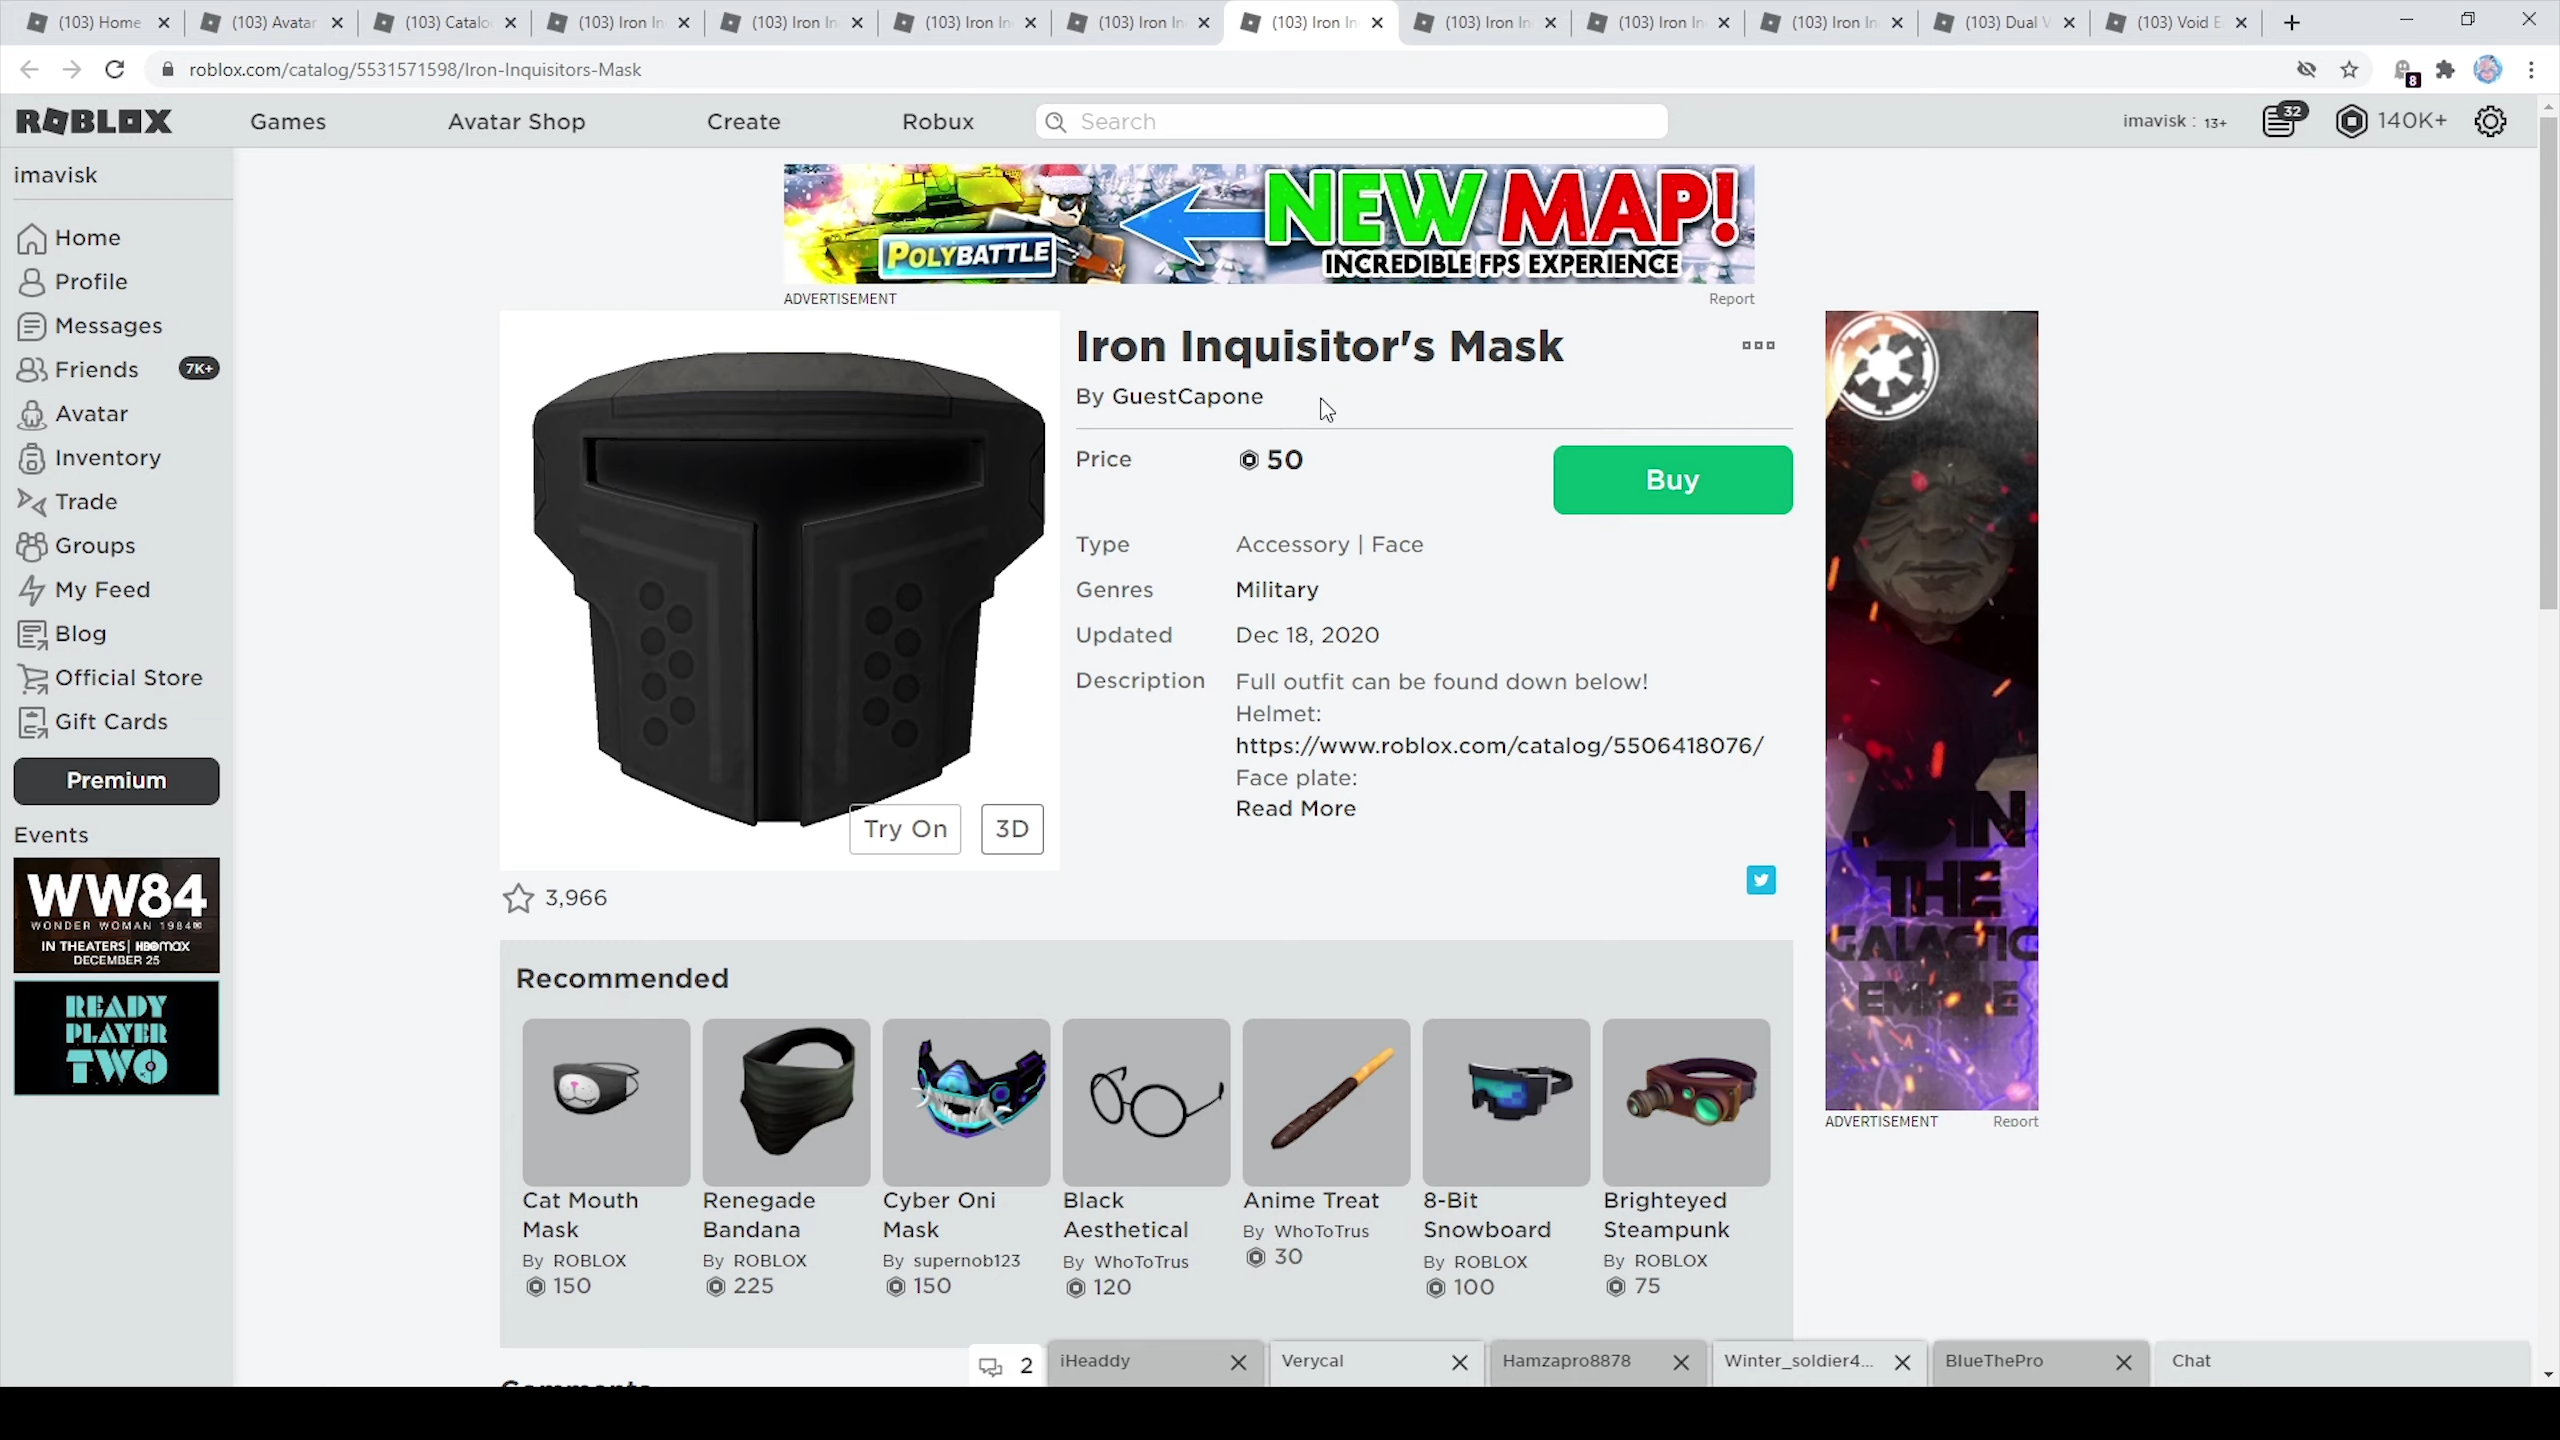 (103) Home
(103) Avatar
(103) Catalo
(103) Iron In
(103) Iron In
(103) Iron In
(103) Iron In
(103) Iron In
(103) Iron In
(103) Iron In
(103) Iron In
(103) Dual V
(103) Void E
roblox.com/catalog/5531571598/Iron-Inquisitors-Mask
8
ROBLOX
Games
Avatar Shop
Create
Robux
Search
imavisk : 13+
32
140K+
imavisk
Home
Profile
Messages
Friends 7K+
Avatar
Inventory
Trade
Groups
My Feed
Blog
Official Store
Gift Cards
Premium
Events
WW84
WONDER WOMAN 1984
IN THEATERS | HBOMAX
DECEMBER 25
READY
PLAYER
TWO
POLYBATTLE
NEW MAP!
INCREDIBLE FPS EXPERIENCE
ADVERTISEMENT
Report
Iron Inquisitor's Mask
By GuestCapone
Price 50
Buy
Type Accessory | Face
Genres Military
Updated Dec 18, 2020
Description Full outfit can be found down below!
Helmet:
https://www.roblox.com/catalog/5506418076/
Face plate:
Read More
Try On
3D
3,966
JOIN
THE
GALACTIC
EMPIRE
ADVERTISEMENT
Report
Recommended
Cat Mouth
Mask
By ROBLOX
150
Renegade
Bandana
By ROBLOX
225
Cyber Oni
Mask
By supernob123
150
Black
Aesthetical
By WhoToTrus
120
Anime Treat
By WhoToTrus
30
8-Bit
Snowboard
By ROBLOX
100
Brighteyed
Steampunk
By ROBLOX
75
Comments
2
iHeaddy
Verycal
Hamzapro8878
Winter_soldier4...
BlueThePro
Chat